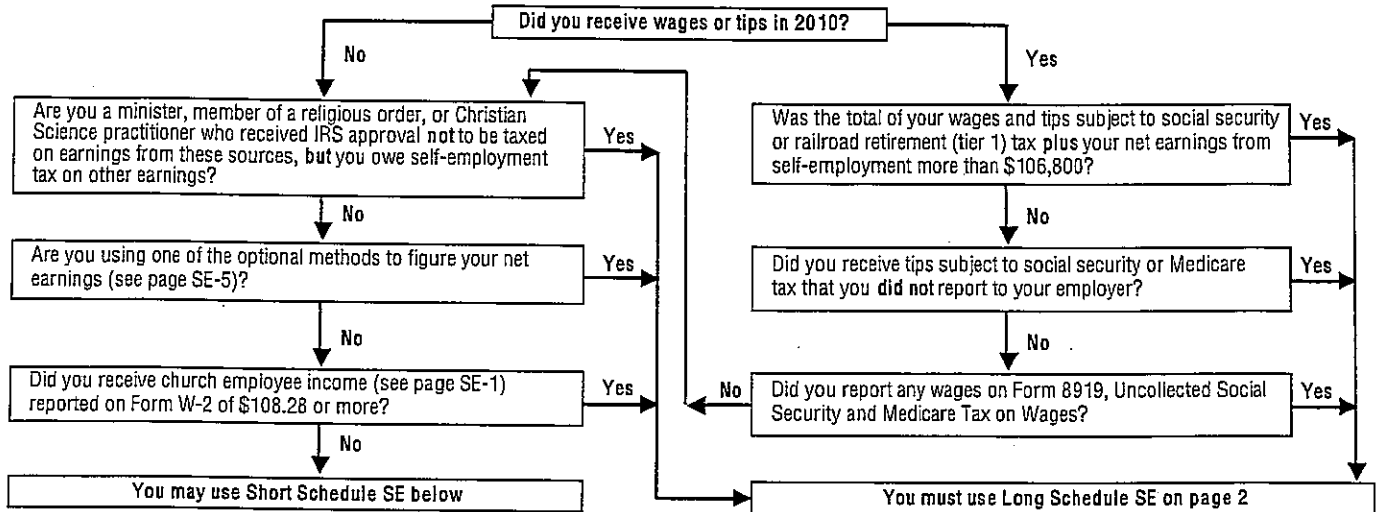 Did you receive wages or tips in 2010?
No
Yes
Are you a minister, member of a religious order, or Christian
Science practitioner who received IRS approval not to be taxed
on earnings from these sources, but you owe self-employment
tax on other earnings?
Yes
Was the total of your wages and tips subject to social security
or railroad retirement (tier 1) tax plus your net earnings from
self-employment more than $106,800?
Yes
No
No
Are you using one of the optional methods to figure your net
earnings (see page SE-5)?
Yes
Did you receive tips subject to social security or Medicare
tax that you did not report to your employer?
Yes
No
No
Did you receive church employee income (see page SE-1)
reported on Form W-2 of $108.28 or more?
Yes
No
Did you report any wages on Form 8919, Uncollected Social
Security and Medicare Tax on Wages?
Yes
No
You may use Short Schedule SE below
You must use Long Schedule SE on page 2